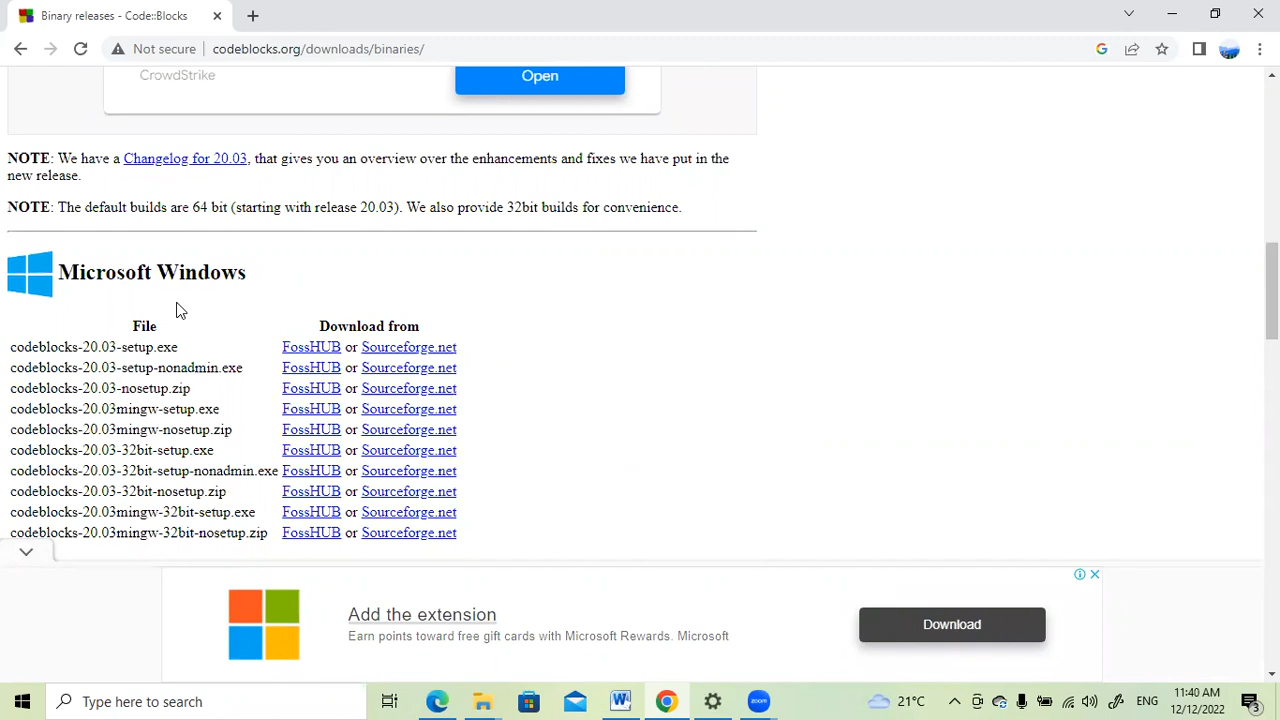 Binary releases - Code::Blocks
Not secure codeblocks.org/downloads/binaries/
CrowdStrike
Open
NOTE: We have a Changelog for 20.03, that gives you an overview over the enhancements and fixes we have put in the
new release.
NOTE: The default builds are 64 bit (starting with release 20.03). We also provide 32bit builds for convenience.
Microsoft Windows
File Download from
codeblocks-20.03-setup.exe FossHUB or Sourceforge.net
codeblocks-20.03-setup-nonadmin.exe FossHUB or Sourceforge.net
codeblocks-20.03-nosetup.zip FossHUB or Sourceforge.net
codeblocks-20.03mingw-setup.exe FossHUB or Sourceforge.net
codeblocks-20.03mingw-nosetup.zip FossHUB or Sourceforge.net
codeblocks-20.03-32bit-setup.exe FossHUB or Sourceforge.net
codeblocks-20.03-32bit-setup-nonadmin.exe FossHUB or Sourceforge.net
codeblocks-20.03-32bit-nosetup.zip FossHUB or Sourceforge.net
codeblocks-20.03mingw-32bit-setup.exe FossHUB or Sourceforge.net
codeblocks-20.03mingw-32bit-nosetup.zip FossHUB or Sourceforge.net
Add the extension
Earn points toward free gift cards with Microsoft Rewards. Microsoft
Download
Type here to search
zoom
21°C
ENG
11:40 AM
12/12/2022
3